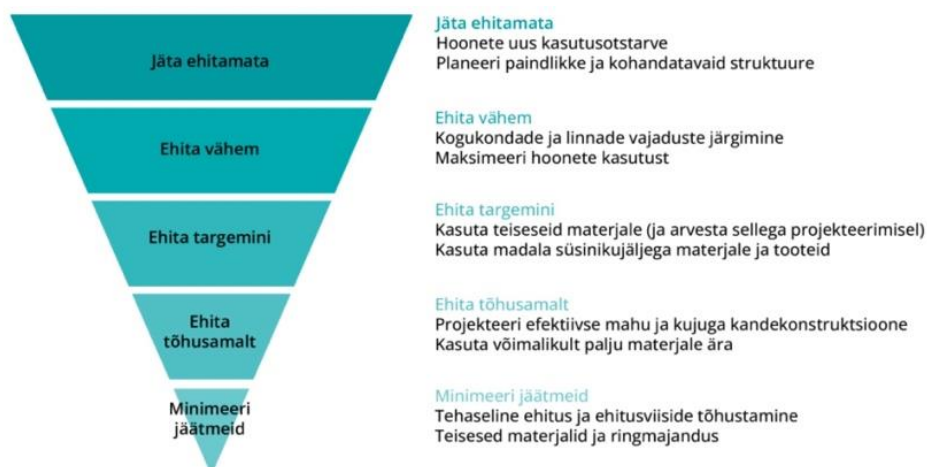 Jäta ehitamata
Jäta ehitamata
Hoonete uus kasutusotstarve
Planeeri paindlikke ja kohandatavaid struktuure
Ehita vähem
Ehita vähem
Kogukondade ja linnade vajaduste järgimine
Maksimeeri hoonete kasutust
Ehita targemini
Ehita targemini
Kasuta teiseseid materjale (ja arvesta sellega projekteerimisel)
Kasuta madala süsinikujäljega materjale ja tooteid
Ehita
tõhusamalt
Ehita tõhusamalt
Projekteeri efektiivse mahu ja kujuga kandekonstruktsioone
Kasuta võimalikult palju materjale ära
Minimeeri
jäätmeid
Minimeeri jäätmeid
Tehaseline ehitus ja ehitusviiside tõhustamine
Teisesed materjalid ja ringmajandus